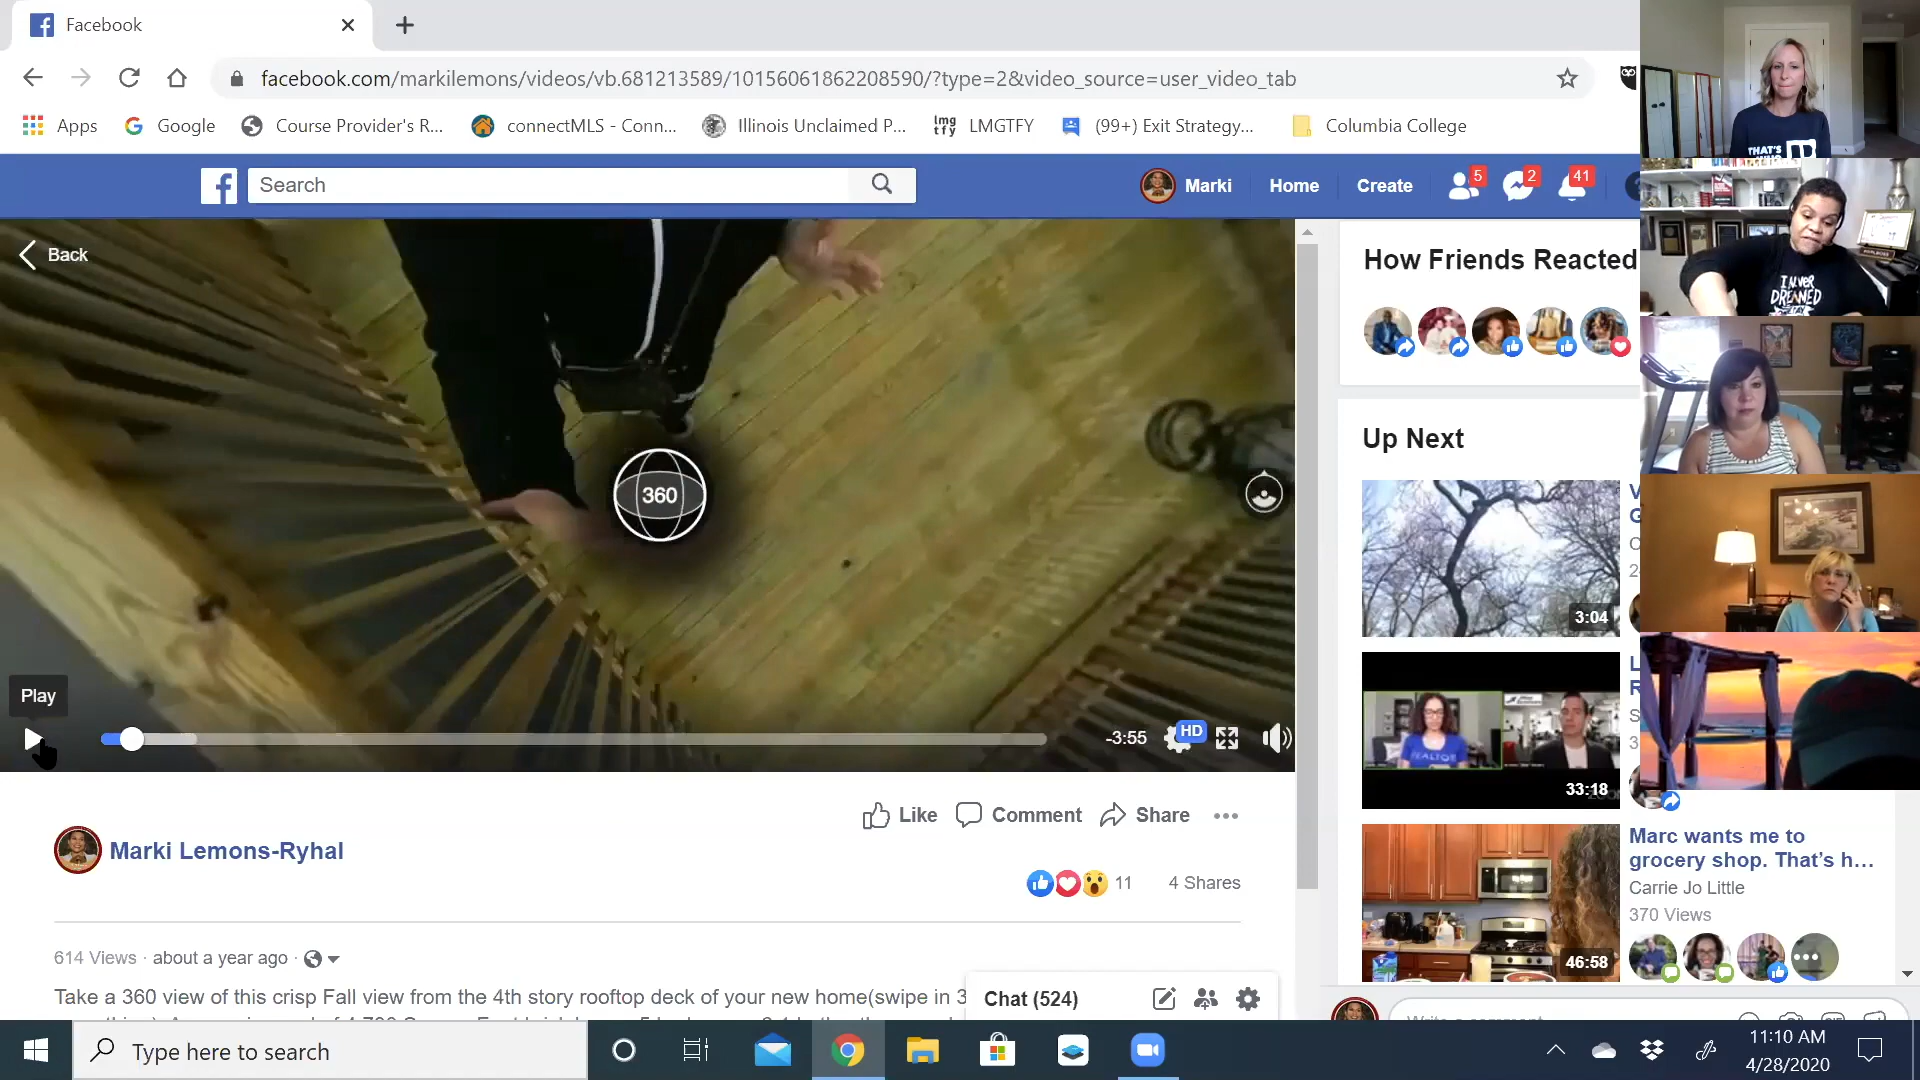 Facebook
facebook.com/markilemons/videos/vb.681213589/10156061862208590/?type=2&video_source=user_video_tab
Apps
Google
Course Provider's R...
connectMLS - Conn...
Illinois Unclaimed P...
lmg
tfy
LMGTFY
(99+) Exit Strategy...
Columbia College
Search
Marki
Home
Create
5
2
41
Back
360
Play
-3:55
HD
How Friends Reacted
Up Next
3:04
33:18
46:58
Marc wants me to
grocery shop. That's h...
Carrie Jo Little
370 Views
Like
Comment
Share
Marki Lemons-Ryhal
11
4 Shares
614 Views · about a year ago ·
Take a 360 view of this crisp Fall view from the 4th story rooftop deck of your new home(swipe in 3
Chat (524)
Type here to search
11:10 AM
4/28/2020
THAT'S
I NEVER
DREAMED